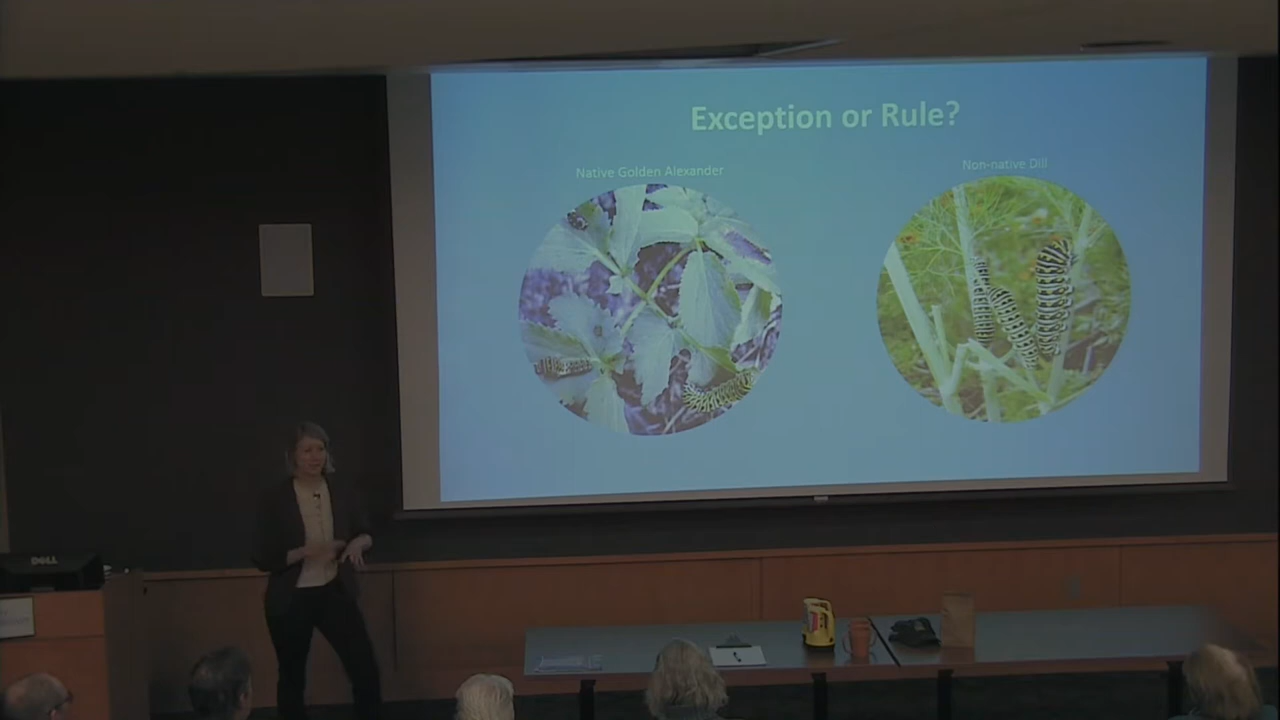 Exception or Rule?
Native Golden Alexander
Non-native Dill
DELL